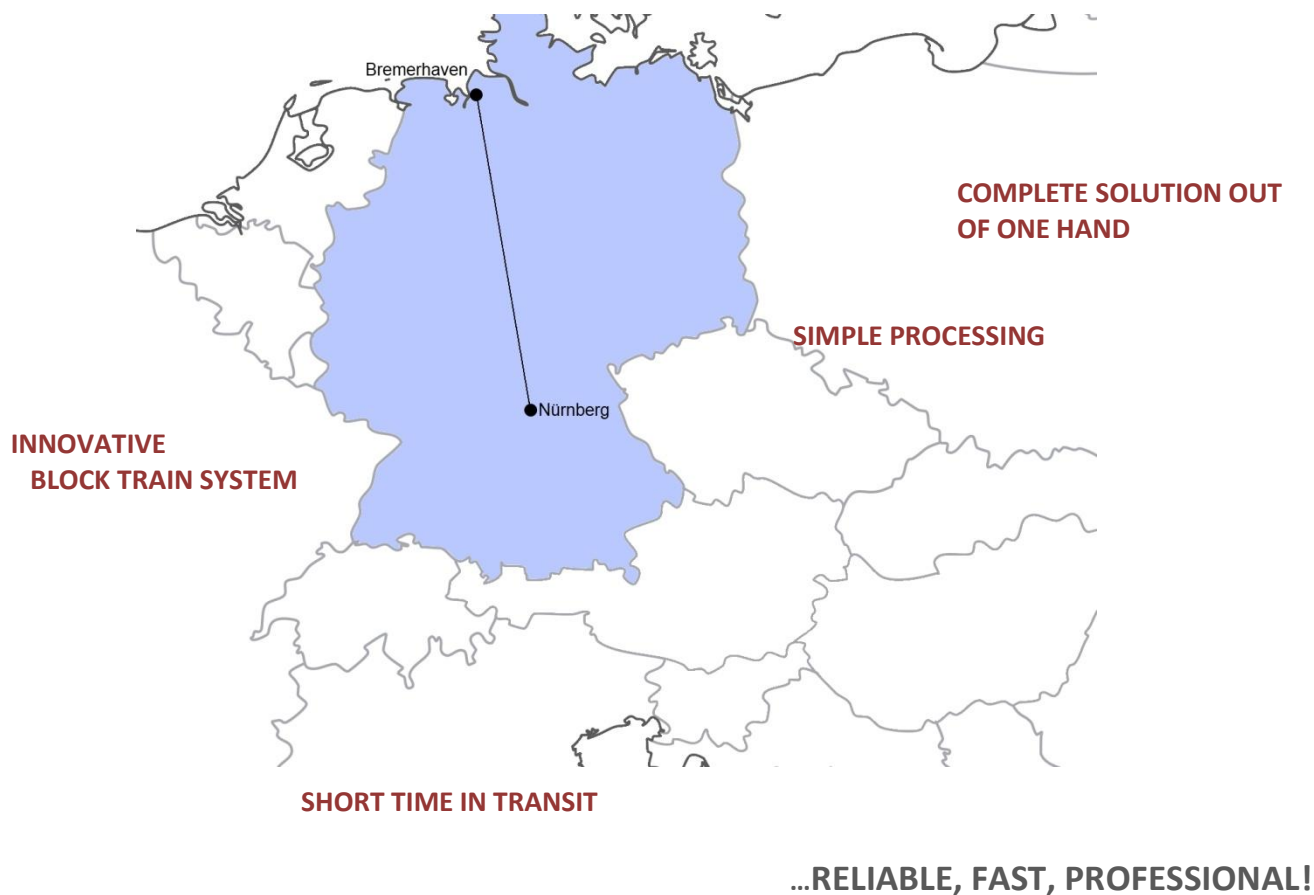 Bremerhaven
COMPLETE SOLUTION OUT
OF ONE HAND
SIMPLE PROCESSING
Nürnberg
INNOVATIVE
BLOCK TRAIN SYSTEM
SHORT TIME IN TRANSIT
...RELIABLE, FAST, PROFESSIONAL!